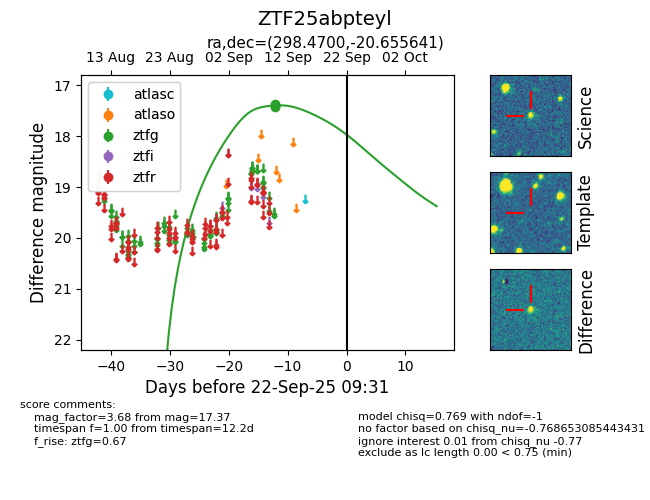 ZTF25abpteyl
ra,dec=(298.4700,-20.655641)
13 Aug 23 Aug 02 Sep 12 Sep 22 Sep 02 Oct
17
18
19
20
21
22
Difference magnitude
atlasc
atlaso
ztfg
ztfi
ztfr
−40 −30 −20 −10 0 10
Days before 22-Sep-25 09:31
Science
Template
Difference
score comments:
mag_factor=3.68 from mag=17.37
timespan f=1.00 from timespan=12.2d
f_rise: ztfg=0.67
model chisq=0.769 with ndof=-1
no factor based on chisq_nu=-0.768653085443431
ignore interest 0.01 from chisq_nu -0.77
exclude as lc length 0.00 < 0.75 (min)